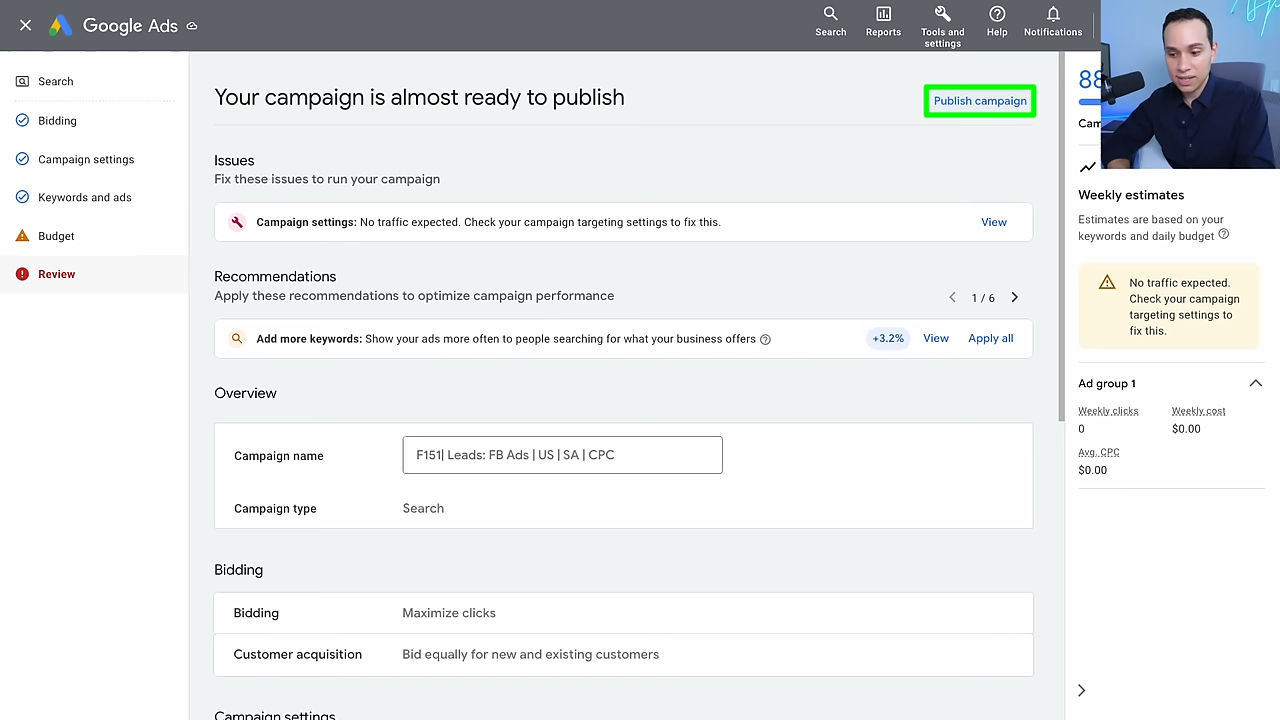 Google Ads
Search
Reports
Tools and
settings
Help
Notifications
Search
Bidding
Campaign settings
Keywords and ads
Budget
Review
Your campaign is almost ready to publish
Publish campaign
Issues
Fix these issues to run your campaign
Campaign settings: No traffic expected. Check your campaign targeting settings to fix this.
View
Recommendations
Apply these recommendations to optimize campaign performance
1 / 6
Add more keywords: Show your ads more often to people searching for what your business offers
+3.2%
View
Apply all
Overview
Campaign name
F151| Leads: FB Ads | US | SA | CPC
Campaign type
Search
Bidding
Bidding
Maximize clicks
Customer acquisition
Bid equally for new and existing customers
Campaign settings
88
Cam
Weekly estimates
Estimates are based on your
keywords and daily budget
No traffic expected.
Check your campaign
targeting settings to
fix this.
Ad group 1
Weekly clicks
Weekly cost
0
$0.00
Avg. CPC
$0.00